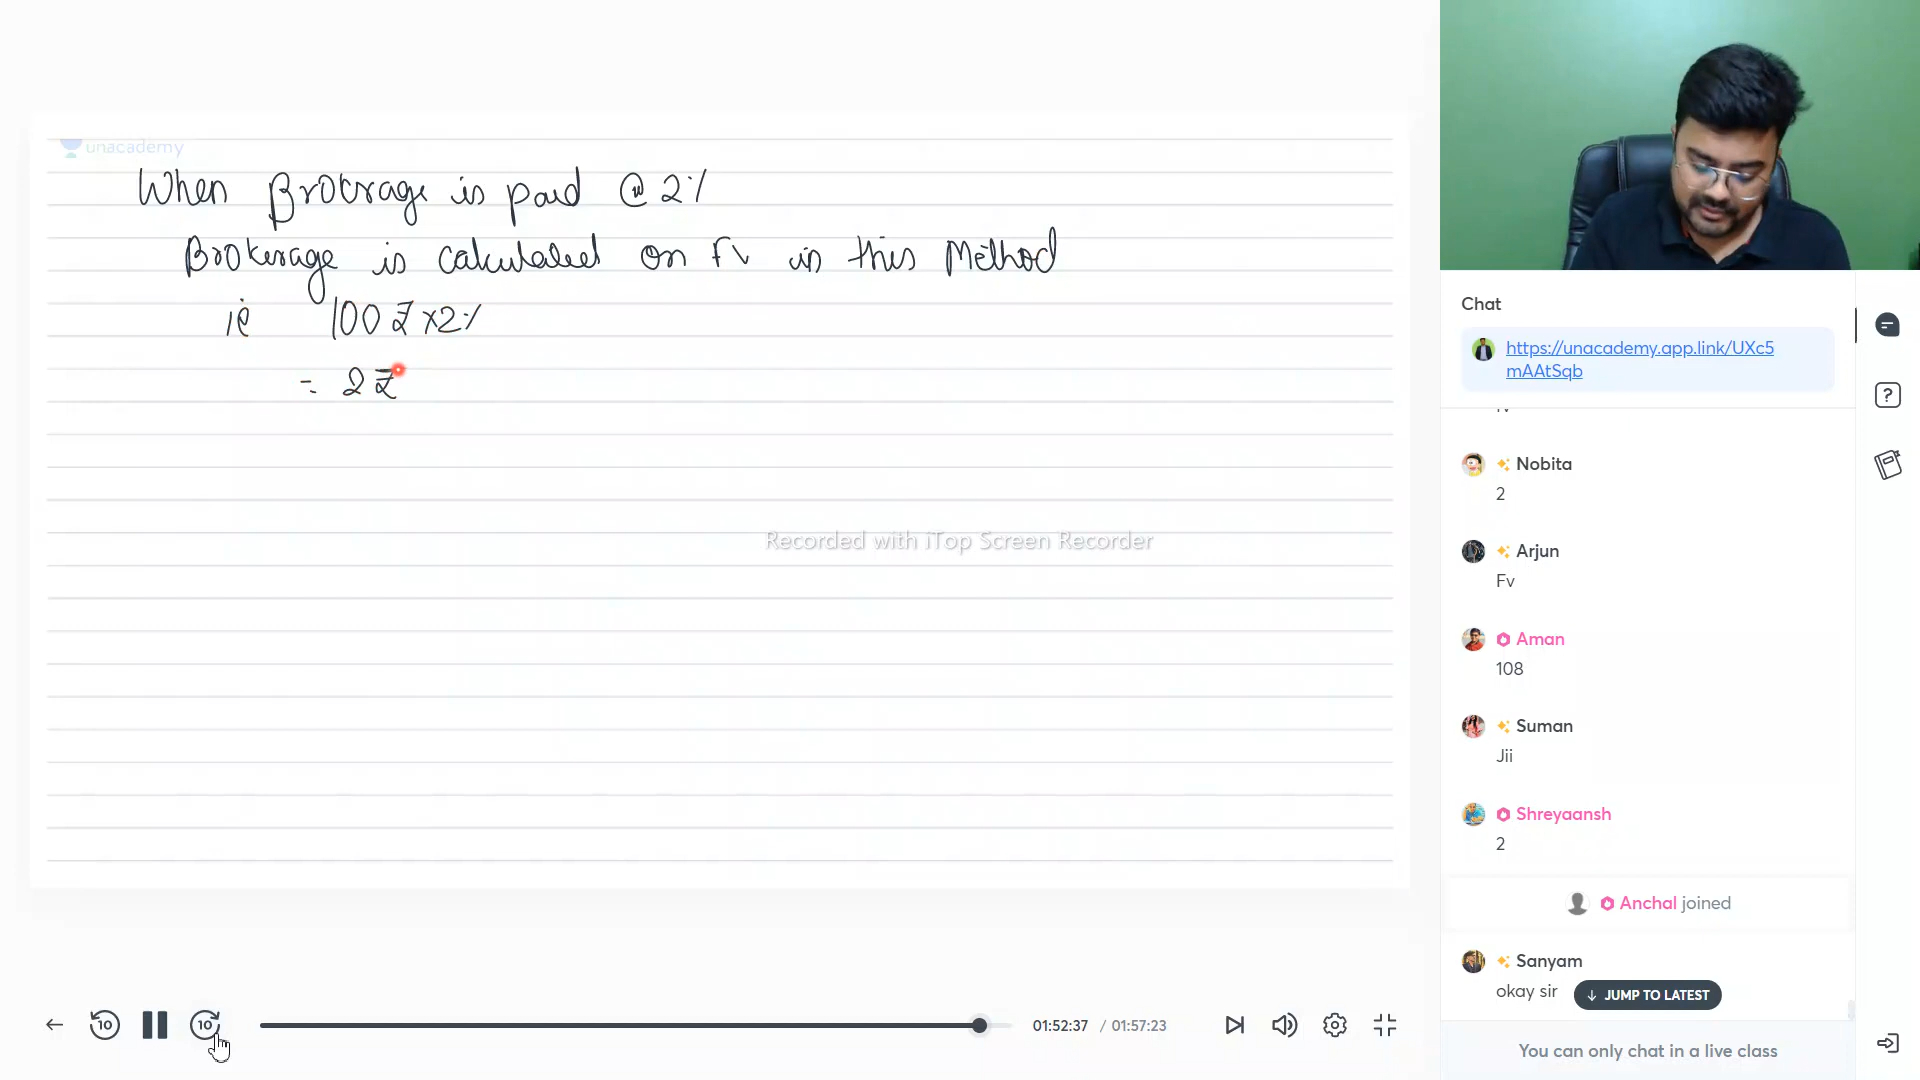 unacademy
When Brokrage is paid @ 2%
Brokerage is calculated on FV in this Method
ie 100 ₹ × 2%
= 2 ₹
Recorded with iTop Screen Recorder
10
10
01:52:37 / 01:57:23
Chat
https://unacademy.app.link/UXc5
mAAtSqb
Nobita
2
Arjun
Fv
Aman
108
Suman
Jii
Shreyaansh
2
Anchal joined
Sanyam
okay sir
↓ JUMP TO LATEST
You can only chat in a live class
?